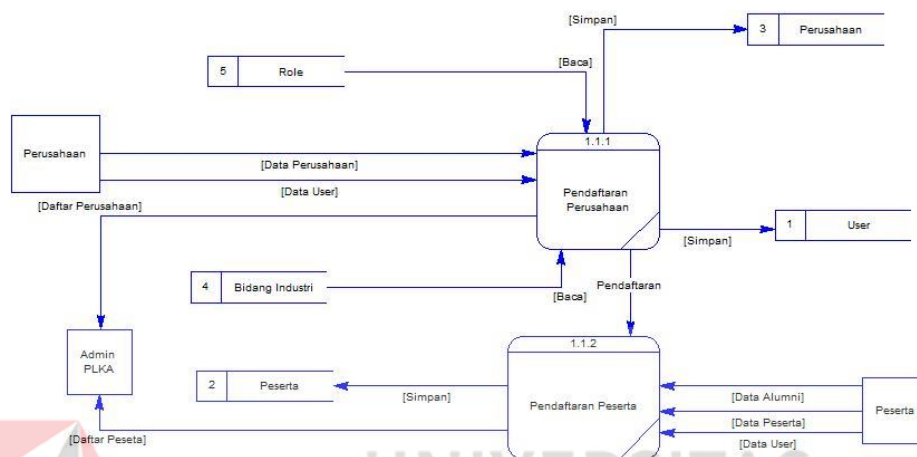 [Simpan]
3 Perusahaan
[Baca]
5 Role
1.1.1
Perusahaan
[Data Perusahaan]
Pendaftaran
Perusahaan
[Data User]
[Daftar Perusahaan]
1 User
[Simpan]
4 Bidang Industri
[Baca]
Pendaftaran
1.1.2
Admin
PLKA
2 Peserta
[Simpan]
Pendaftaran Peserta
[Data Alumni]
Peserta
[Data Peserta]
[Daftar Peseta]
[Data User]
UNIVERSITAS